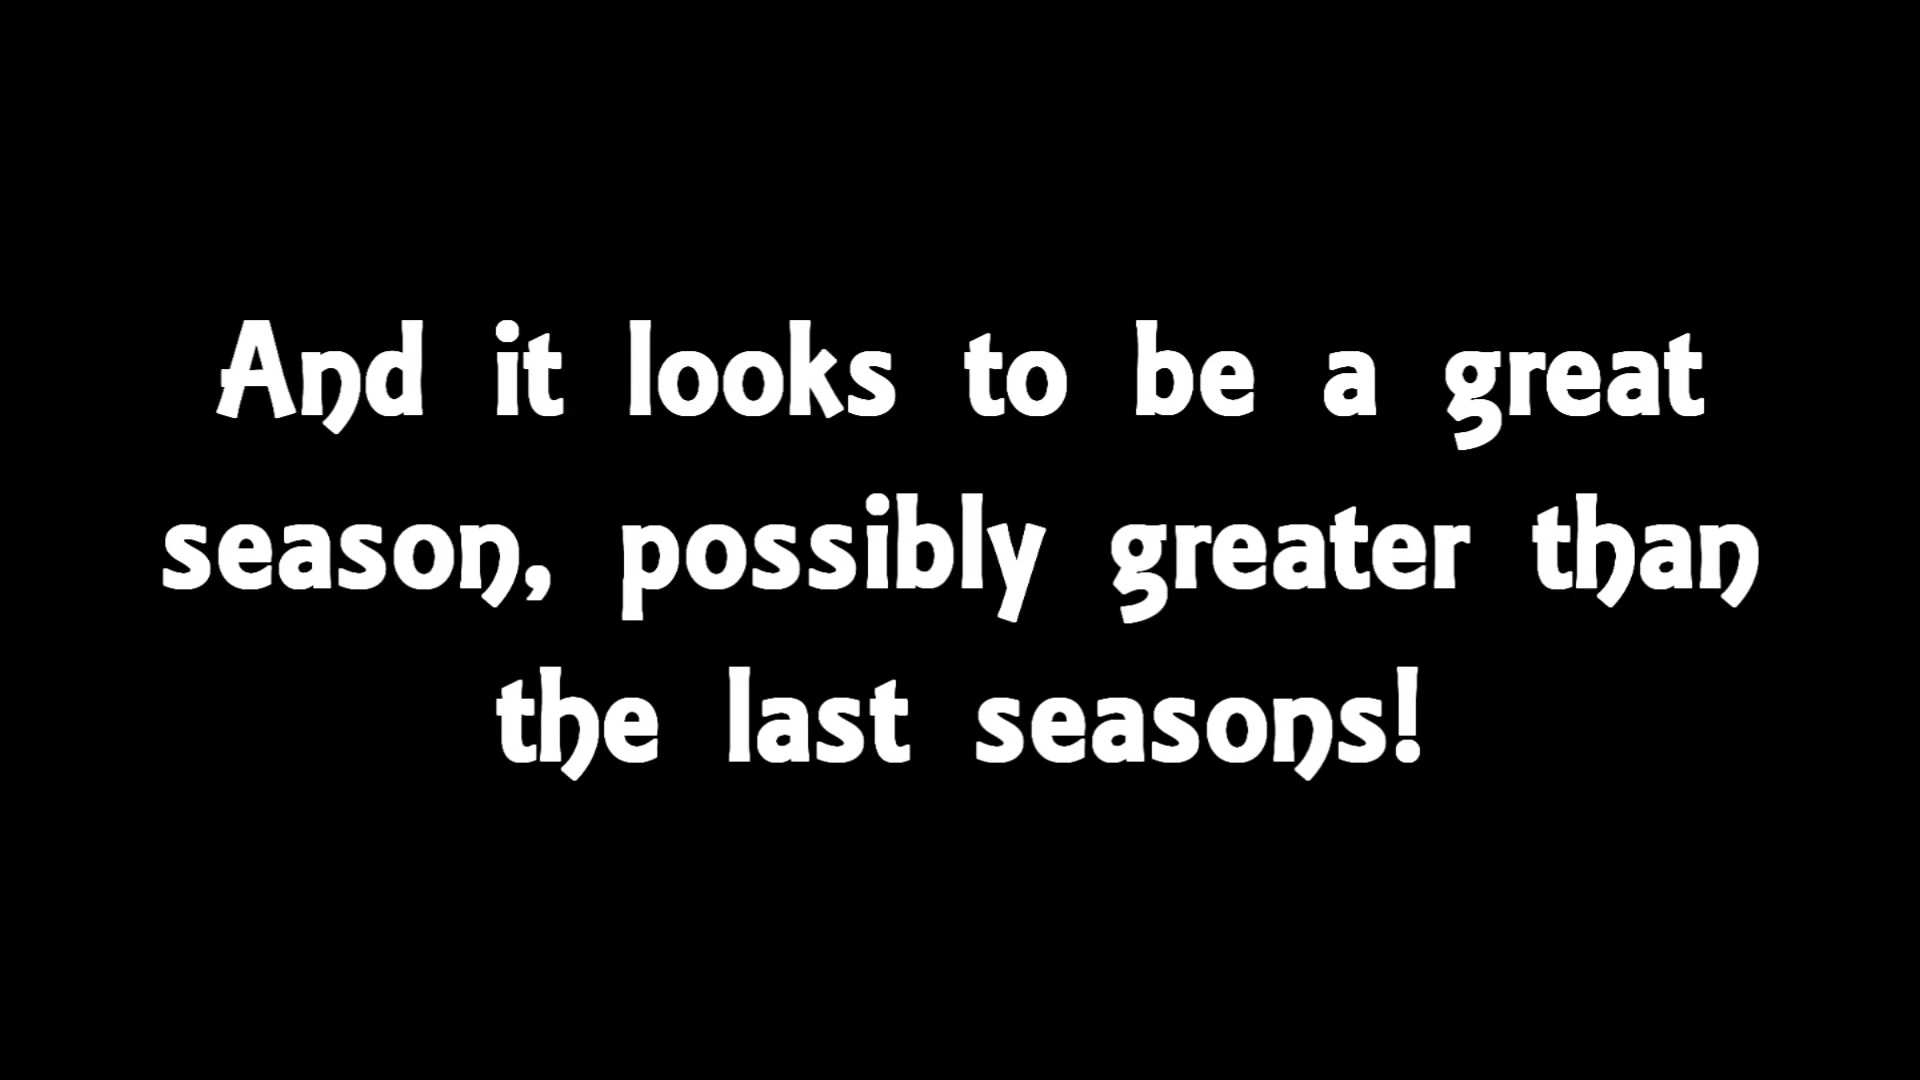 And it looks to be a great
season, possibly greater than
the last seasons!